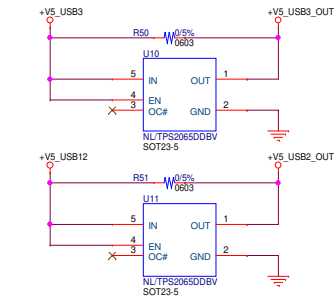 +V5_USB3 +V5_USB3_OUT
R50 0/5%
0603
U10
5 IN OUT 1
4 EN GND 2
3 OC#
NL/TPS2065DDBV
SOT23-5
+V5_USB12 +V5_USB2_OUT
R51 0/5%
0603
U11
5 IN OUT 1
4 EN GND 2
3 OC#
NL/TPS2065DDBV
SOT23-5